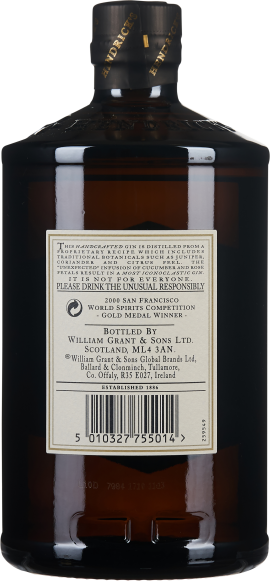 HENDRICK'S
THIS HANDCRAFTED GIN IS DISTILLED FROM A
PROPRIETARY RECIPE WHICH INCLUDES
TRADITIONAL BOTANICALS SUCH AS JUNIPER,
CORIANDER AND CITRUS PEEL. THE
"UNEXPECTED" INFUSION OF CUCUMBER AND ROSE
PETALS RESULT IN A MOST ICONOCLASTIC GIN.
IT IS NOT FOR EVERYONE.
PLEASE DRINK THE UNUSUAL RESPONSIBLY
2000 SAN FRANCISCO
WORLD SPIRITS COMPETITION
- GOLD MEDAL WINNER -
BOTTLED BY
WILLIAM GRANT & SONS LTD.
SCOTLAND, ML4 3AN.
®William Grant & Sons Global Brands Ltd,
Ballard & Clonminch, Tullamore,
Co. Offaly, R35 E027, Ireland
ESTABLISHED 1886
5 010327 755014 >